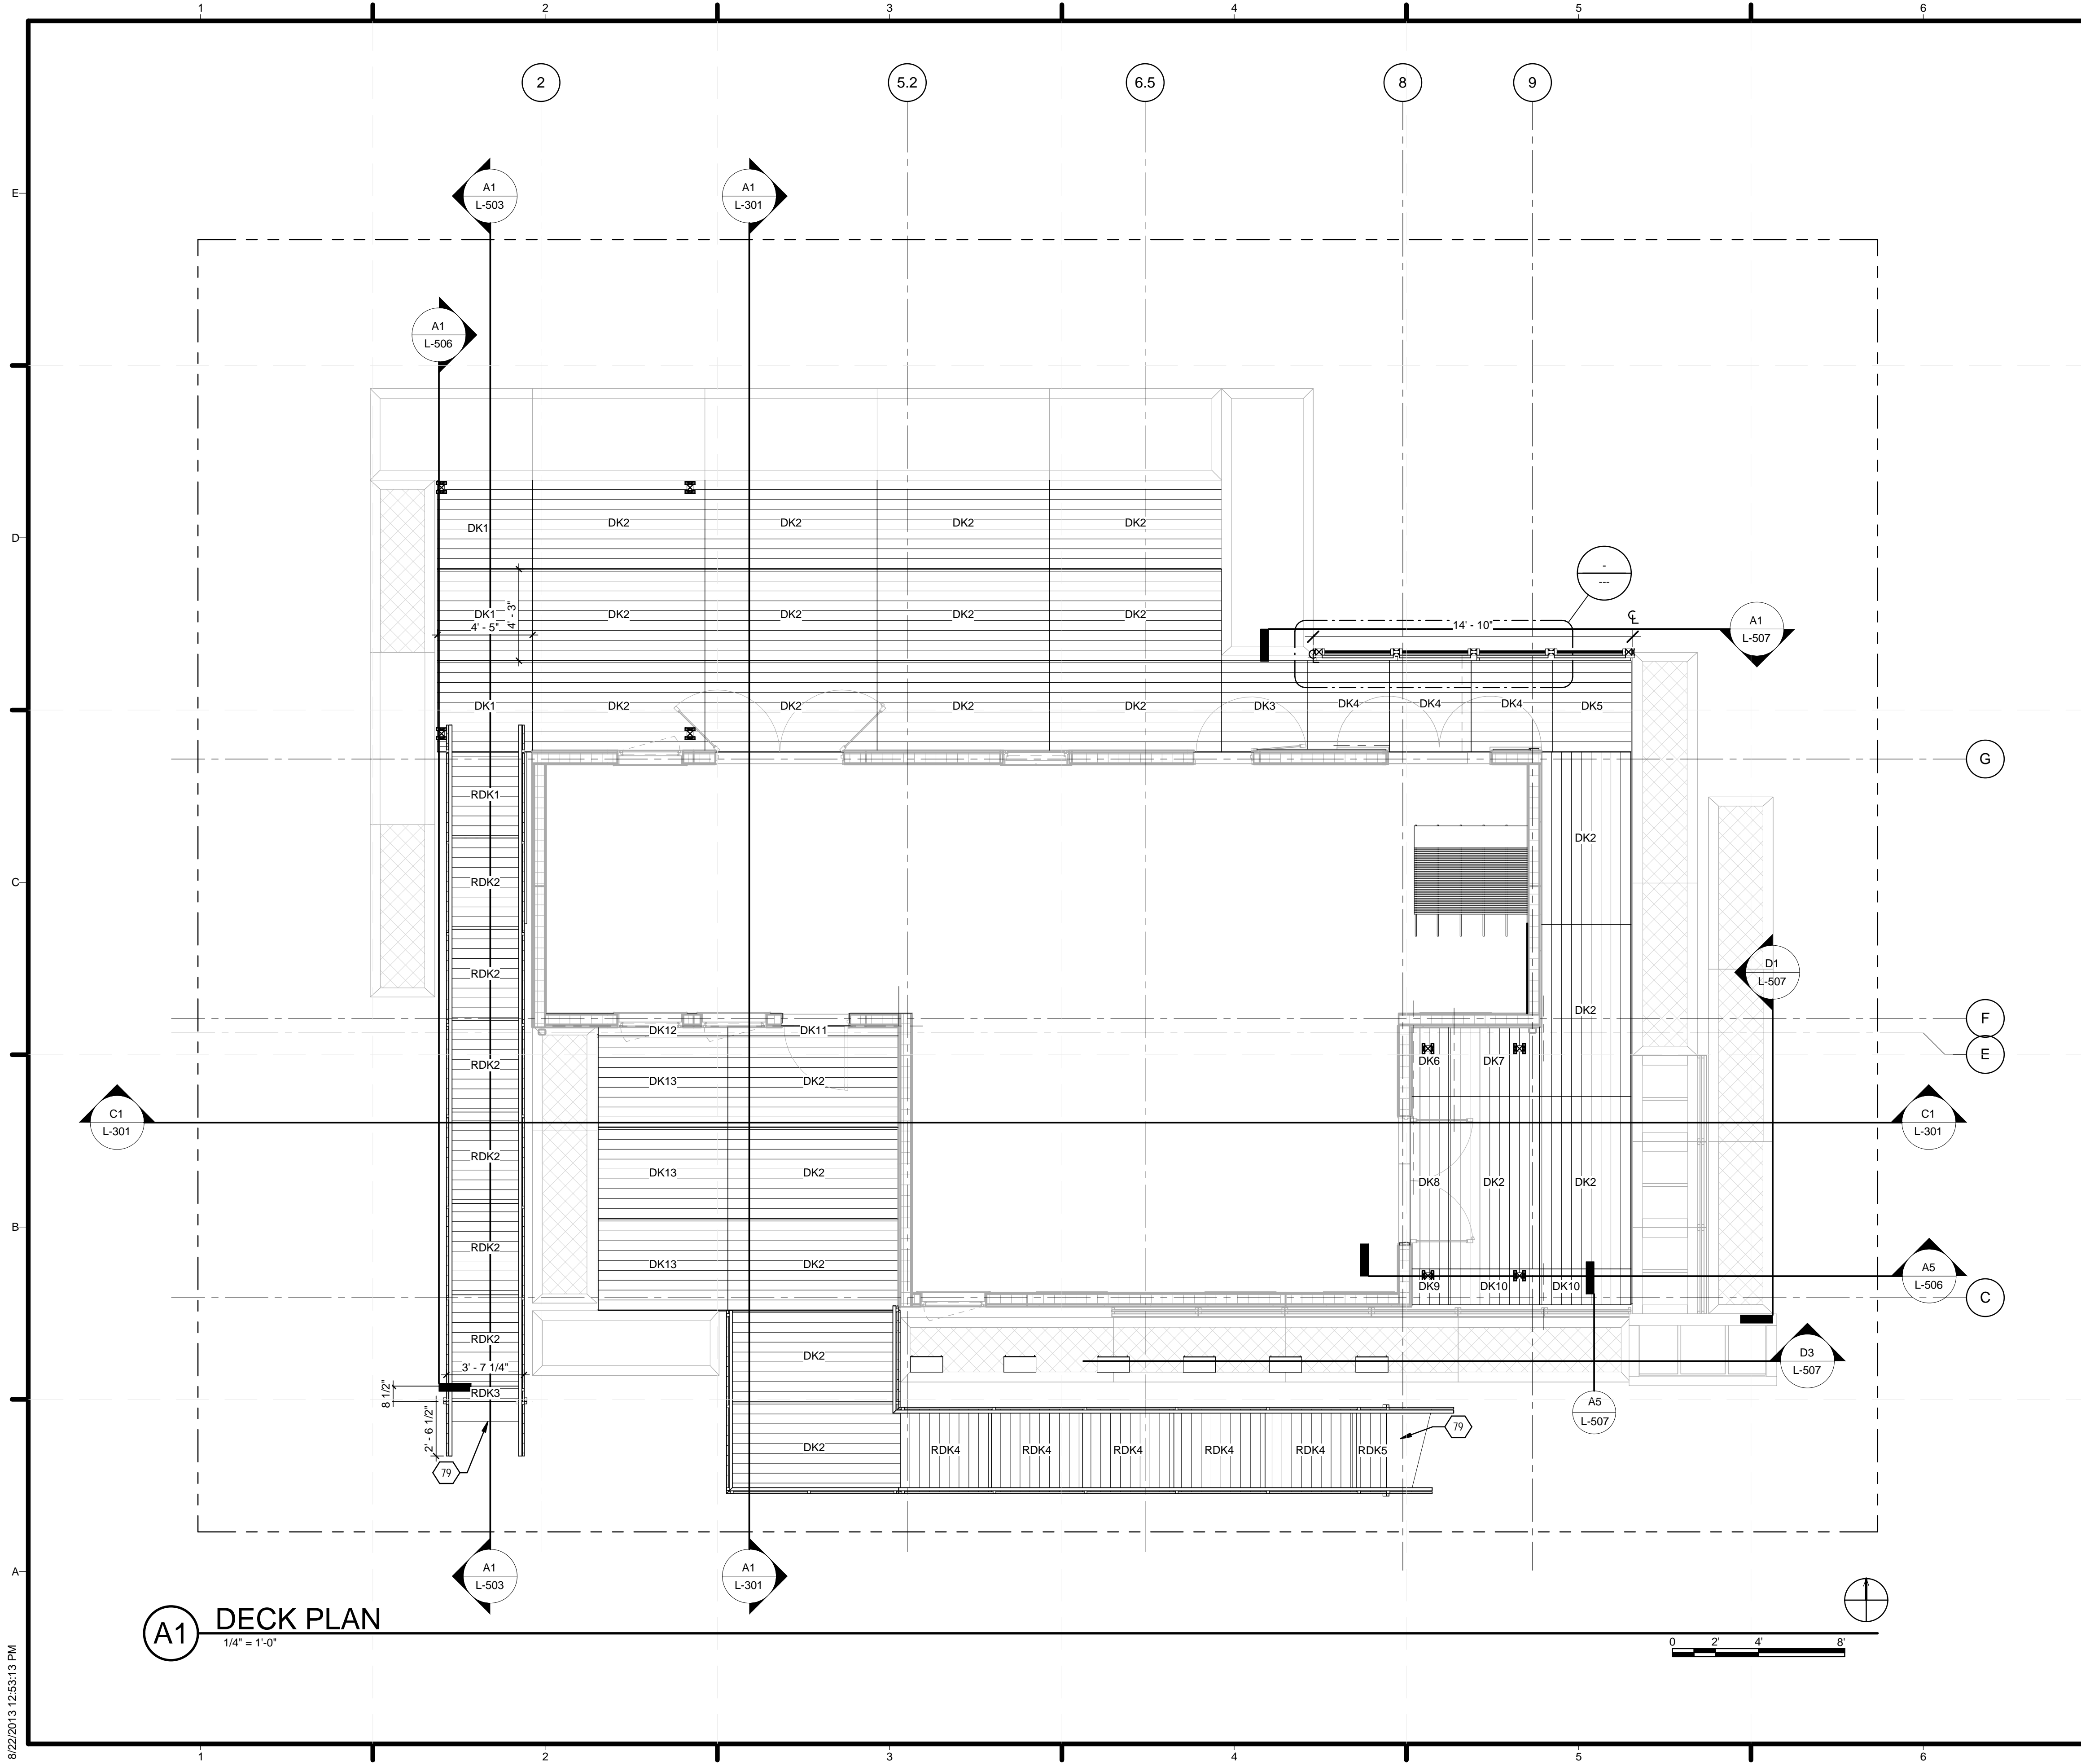 1 2 3 4 5 6
2 5.2 6.5 8 9
E
A1 A1
L-503 L-301
A1
L-506
DK1 DK2 DK2 DK2 DK2
D
-
---
DK1 DK2 DK2 DK2 DK2
4' - 3"
4' - 5"
14' - 10"
A1
L-507
DK1 DK2 DK2 DK2 DK2 DK3 DK4 DK4 DK4 DK5
G
RDK1
DK2
C
RDK2
RDK2
D1
L-507
DK2
F
DK12 DK11
E
RDK2
DK6 DK7
DK13 DK2
C1
L-301
C1
L-301
RDK2
DK13 DK2
DK8 DK2 DK2
B
RDK2
DK13 DK2
A5
L-506
DK9 DK10 DK10
C
RDK2
DK2
D3
L-507
3' - 7 1/4"
8 1/2"
RDK3
2' - 6 1/2"
A5
L-507
79
DK2
RDK4 RDK4 RDK4 RDK4 RDK4 RDK5
79
A
A1 A1
L-503 L-301
A1 DECK PLAN
1/4" = 1'-0"
0 2' 4' 8'
8/22/2013 12:53:13 PM
1 2 3 4 5 6